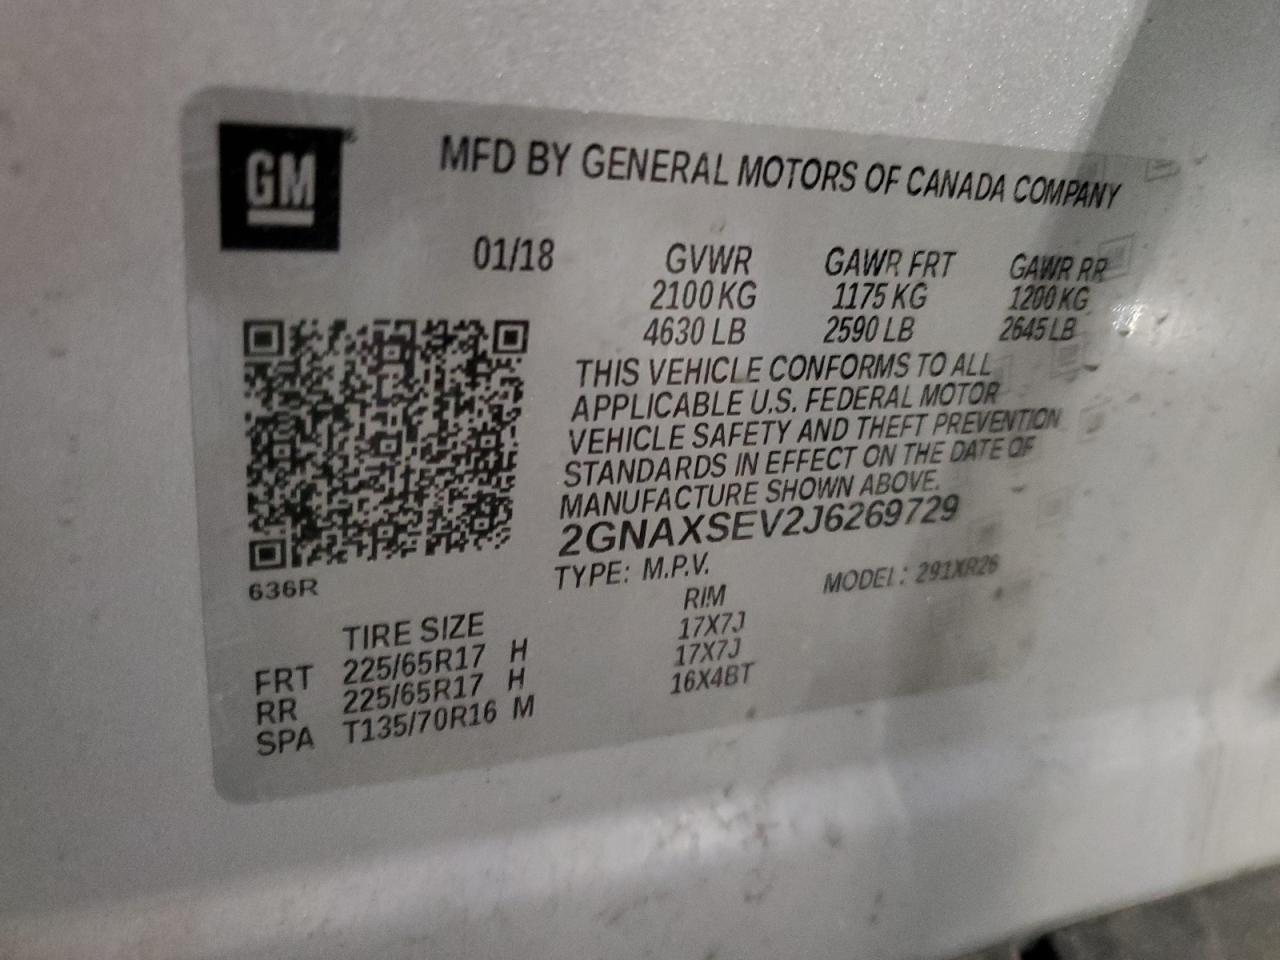 GM
MFD BY GENERAL MOTORS OF CANADA COMPANY
01/18 GVWR GAWR FRT GAWR RR
2100 KG 1175 KG 1200 KG
4630 LB 2590 LB 2645 LB
THIS VEHICLE CONFORMS TO ALL
APPLICABLE U.S. FEDERAL MOTOR
VEHICLE SAFETY AND THEFT PREVENTION
STANDARDS IN EFFECT ON THE DATE OF
MANUFACTURE SHOWN ABOVE.
2GNAXSEV2J6269729
TYPE: M.P.V. MODEL: 291XR26
636R
TIRE SIZE RIM
FRT 225/65R17 H 17X7J
RR 225/65R17 H 17X7J
SPA T135/70R16 M 16X4BT